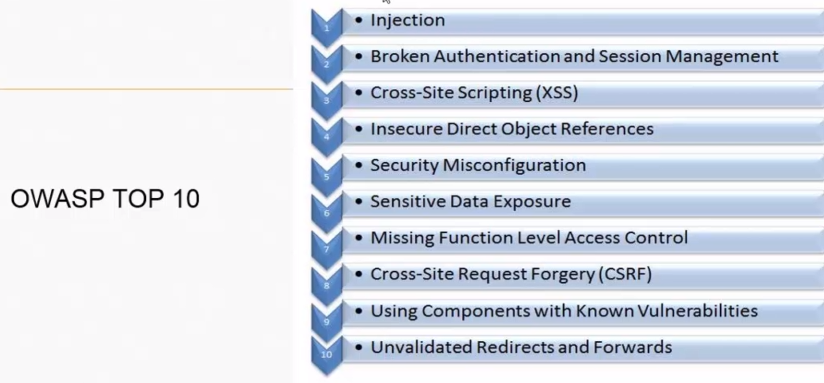 OWASP TOP 10
1 • Injection
2 • Broken Authentication and Session Management
3 • Cross-Site Scripting (XSS)
4 • Insecure Direct Object References
5 • Security Misconfiguration
6 • Sensitive Data Exposure
7 • Missing Function Level Access Control
8 • Cross-Site Request Forgery (CSRF)
9 • Using Components with Known Vulnerabilities
10 • Unvalidated Redirects and Forwards